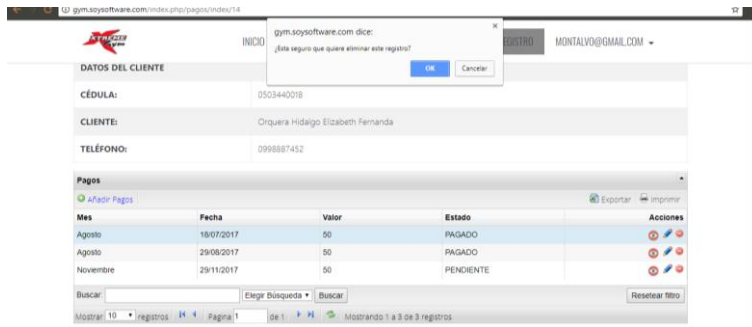 gym.soysoftware.com/index.php/pagos/index/14
gym.soysoftware.com dice:
¿Esta seguro que quiere eliminar este registro?
OK Cancelar
XTREME Gym
INICIO REGISTRO MONTALVO@GMAIL.COM
DATOS DEL CLIENTE
CÉDULA: 0503440018
CLIENTE: Orquera Hidalgo Elizabeth Fernanda
TELÉFONO: 0998887452
Pagos
Añadir Pagos Exportar Imprimir
Mes Fecha Valor Estado Acciones
Agosto 18/07/2017 50 PAGADO
Agosto 29/08/2017 50 PAGADO
Noviembre 29/11/2017 50 PENDIENTE
Buscar Elegir Búsqueda Buscar Resetear filtro
Mostrar 10 registros Pagina 1 de 1 Mostrando 1 a 3 de 3 registros